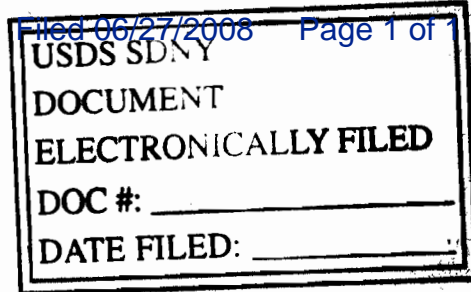 Filed 06/27/2008 Page 1 of 1
USDS SDNY
DOCUMENT
ELECTRONICALLY FILED
DOC #:
DATE FILED: